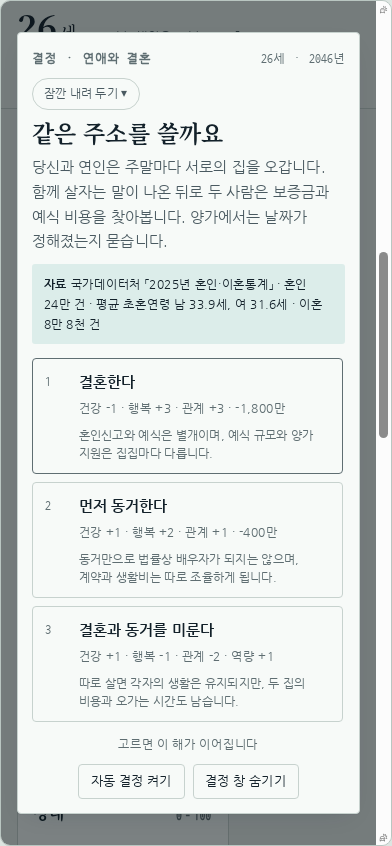 26 세
결정 · 연애와 결혼
26세 · 2046년
잠깐 내려 두기 ▾
같은 주소를 쓸까요
당신과 연인은 주말마다 서로의 집을 오갑니다.
함께 살자는 말이 나온 뒤로 두 사람은 보증금과
예식 비용을 찾아봅니다. 양가에서는 날짜가
정해졌는지 묻습니다.
자료 국가데이터처 「2025년 혼인·이혼통계」 · 혼인
24만 건 · 평균 초혼연령 남 33.9세, 여 31.6세 · 이혼
8만 8천 건
1
결혼한다
건강 -1 · 행복 +3 · 관계 +3 · -1,800만
혼인신고와 예식은 별개이며, 예식 규모와 양가
지원은 집집마다 다릅니다.
2
먼저 동거한다
건강 +1 · 행복 +2 · 관계 +1 · -400만
동거만으로 법률상 배우자가 되지는 않으며,
계약과 생활비는 따로 조율하게 됩니다.
3
결혼과 동거를 미룬다
건강 +1 · 행복 -1 · 관계 -2 · 역량 +1
따로 살면 각자의 생활은 유지되지만, 두 집의
비용과 오가는 시간도 남습니다.
고르면 이 해가 이어집니다
자동 결정 켜기
결정 창 숨기기
0 ~ 100